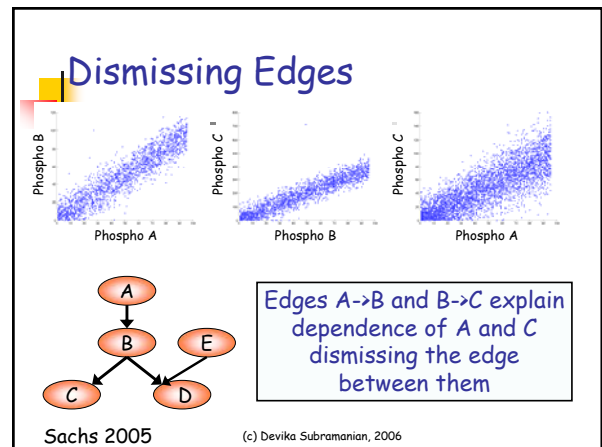 Dismissing Edges
Phospho B
Phospho A
Phospho C
Phospho B
Phospho C
Phospho A
A
B
E
C
D
Edges A->B and B->C explain
dependence of A and C
dismissing the edge
between them
Sachs 2005
(c) Devika Subramanian, 2006